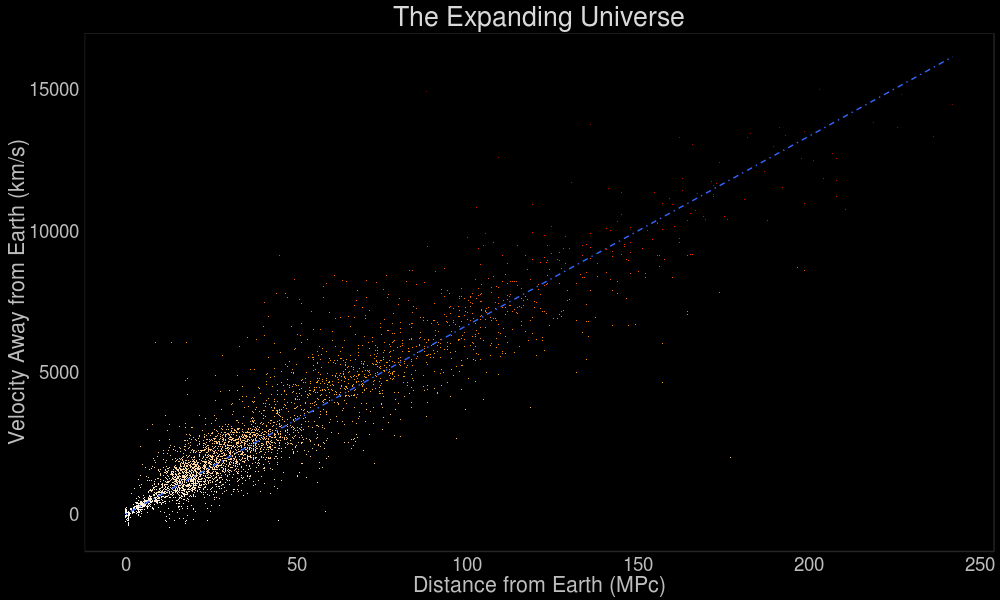 The Expanding Universe
Velocity Away from Earth (km/s)
15000
10000
5000
0
0 50 100 150 200 250
Distance from Earth (MPc)